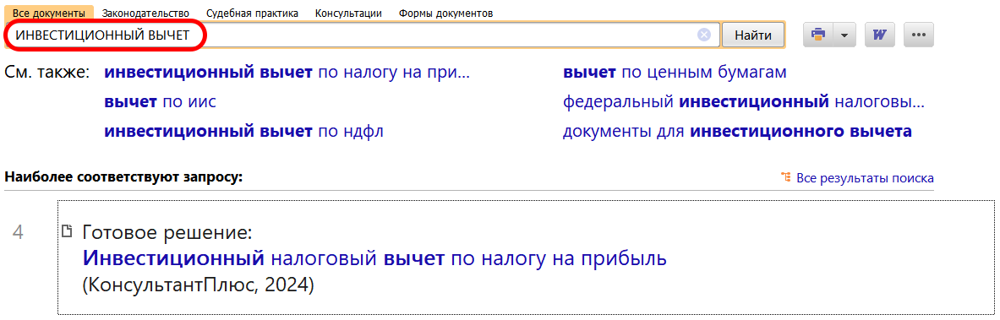 Все документы Законодательство Судебная практика Консультации Формы документов
ИНВЕСТИЦИОННЫЙ ВЫЧЕТ Найти W
См. также: инвестиционный вычет по налогу на при... вычет по ценным бумагам
вычет по иис федеральный инвестиционный налоговы...
инвестиционный вычет по ндфл документы для инвестиционного вычета
Наиболее соответствуют запросу: Все результаты поиска
4 Готовое решение:
Инвестиционный налоговый вычет по налогу на прибыль
(КонсультантПлюс, 2024)